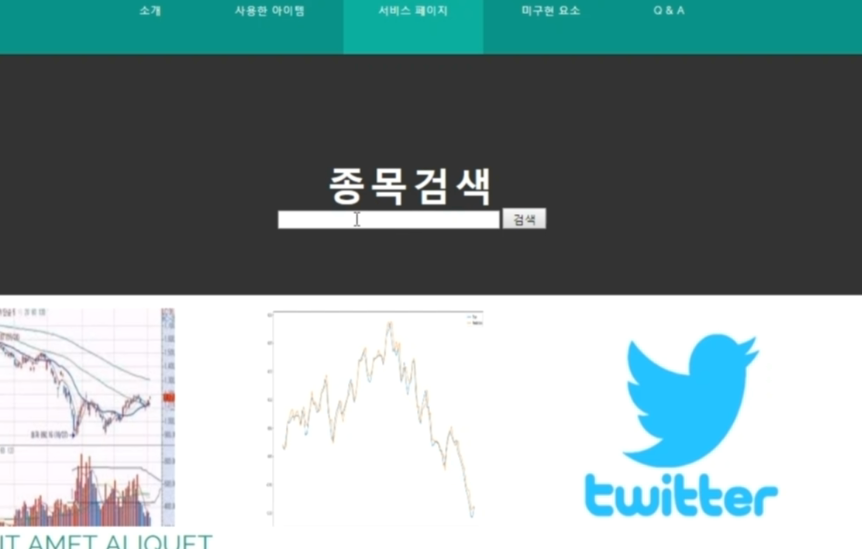 소개
사용한 아이템
서비스 페이지
미구현 요소
Q & A
종목검색
검색
twitter
IT AMET ALIQUET